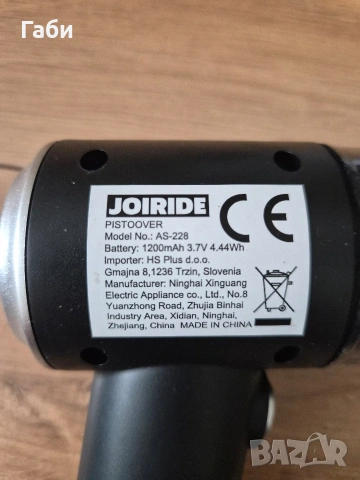 Габи
JOIRIDE
PISTOOVER
Model No.: AS-228
Battery: 1200mAh 3.7V 4.44Wh
Importer: HS Plus d.o.o.
Gmajna 8,1236 Trzin, Slovenia
Manufacturer: Ninghai Xinguang
Electric Appliance co., Ltd., No.8
Yuanzhong Road, Zhujia Binhai
Industry Area, Xidian, Ninghai,
Zhejiang, China MADE IN CHINA
CE
BAZAR